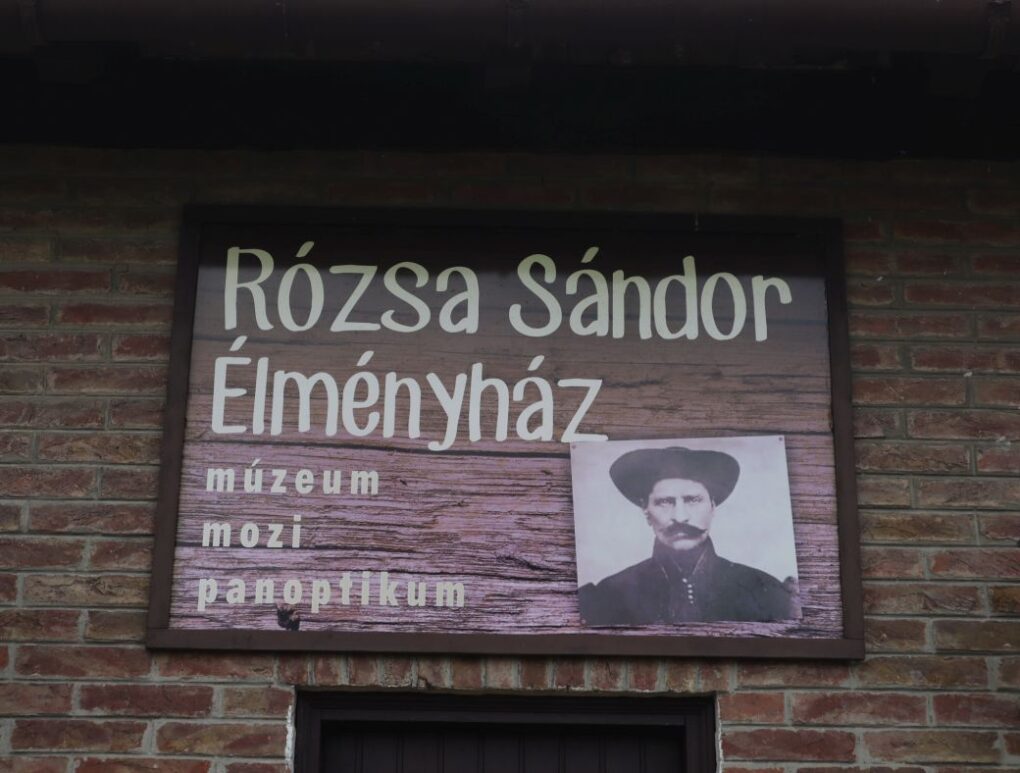 Rózsa Sándor
Élményház
múzeum
mozi
panoptikum